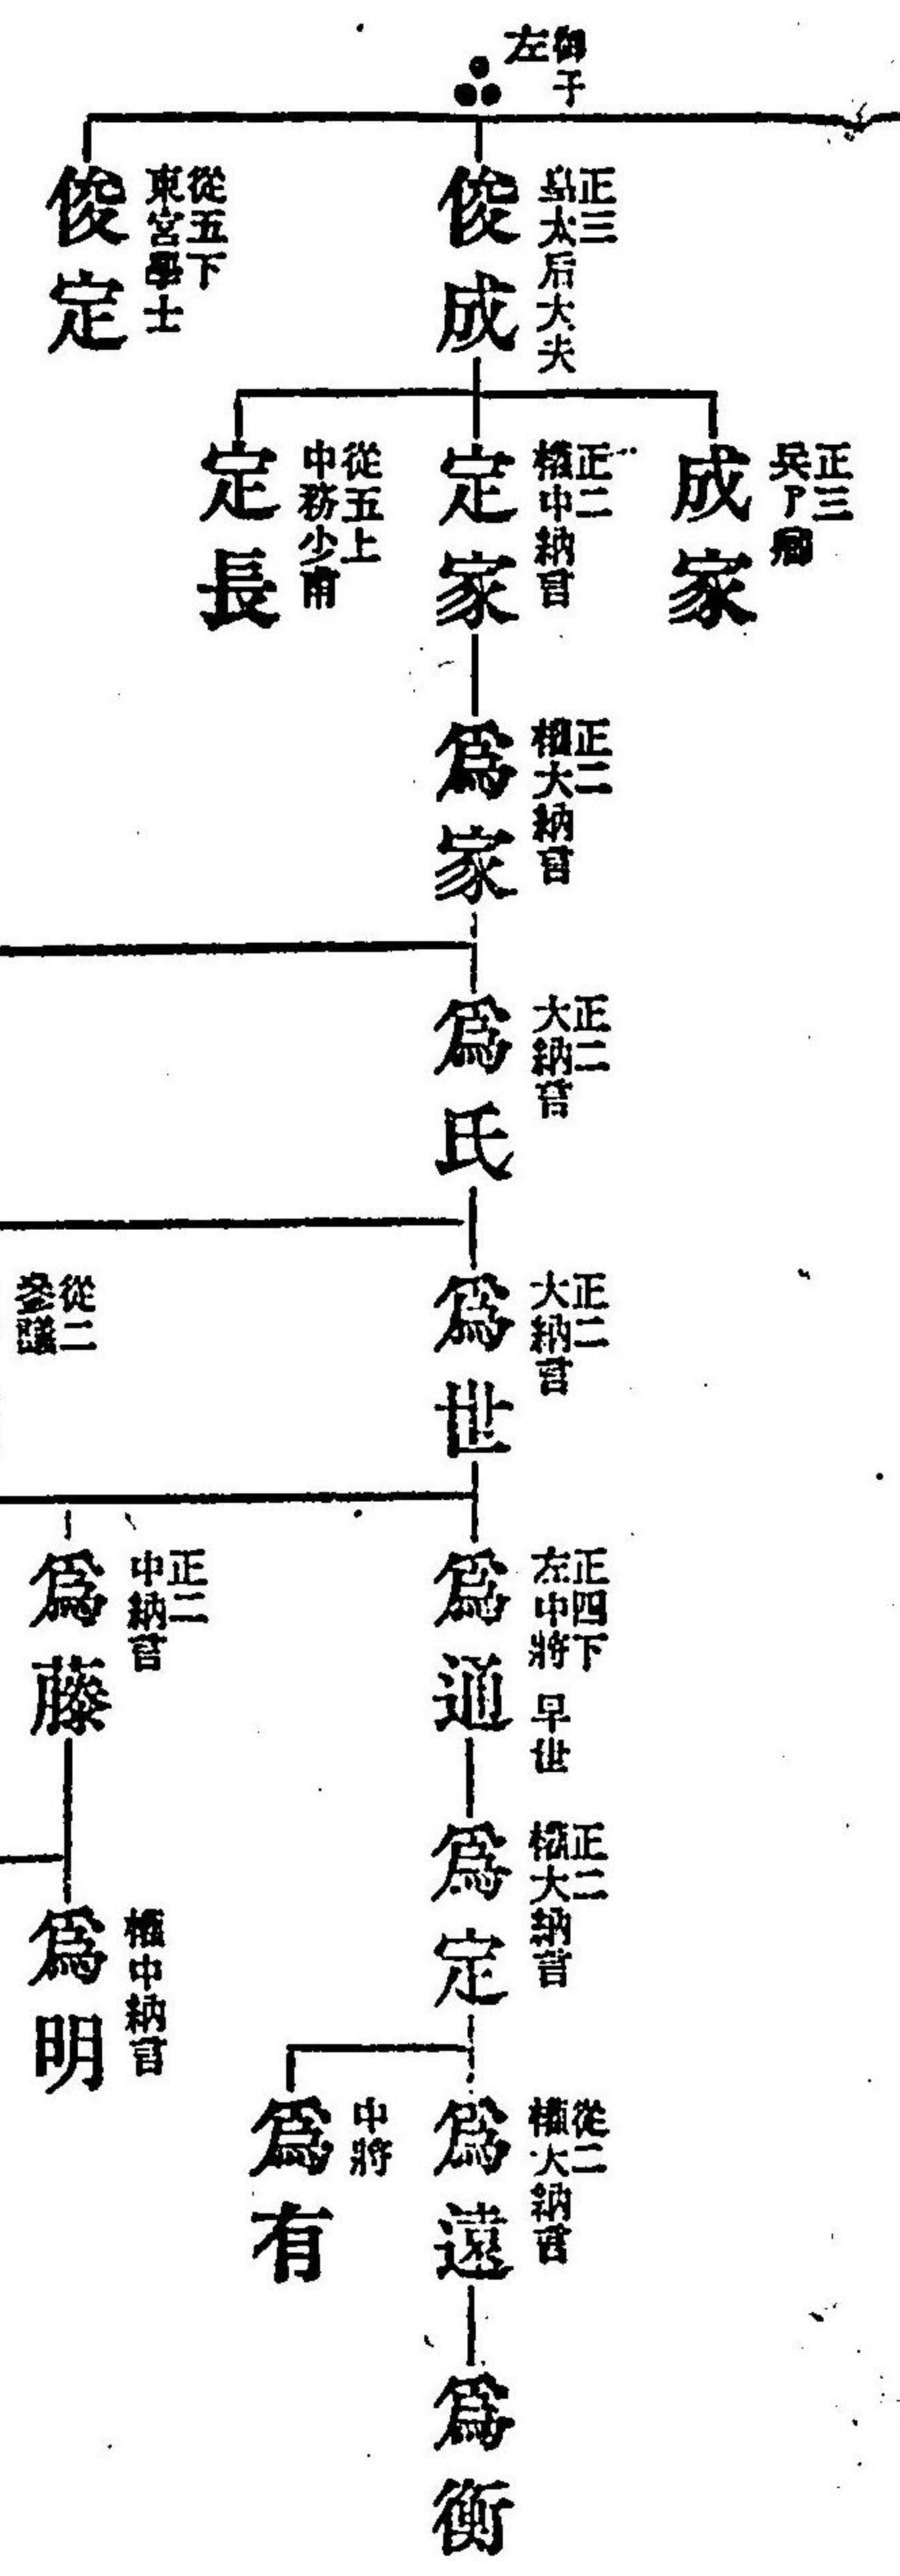 御子
左
俊成
正三
皇太后大夫
俊定
從五下
東宮學士
成家
正三
兵卩卿
定家
正二
權中納言
定長
從五上
中務少甫
爲家
正二
權大納言
爲氏
正二
大納言
爲世
正二
大納言
從二
參議
爲通
正四下
左中將 早世
爲藤
正二
中納言
爲定
正二
權大納言
爲明
權中納言
爲遠
從二
權大納言
爲有
中將
爲衡